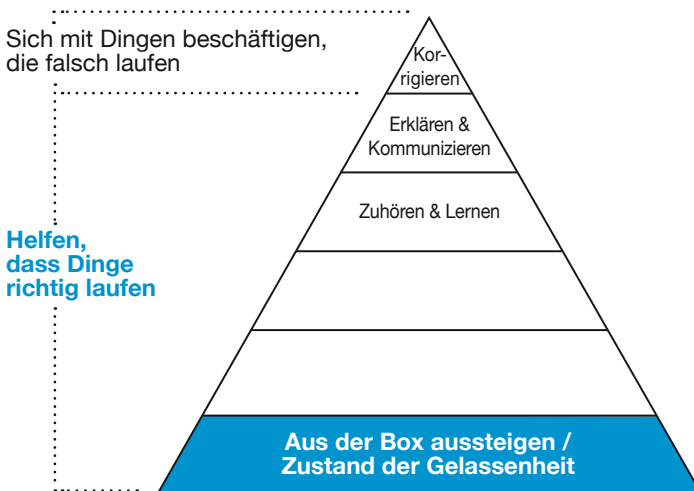 Sich mit Dingen beschäftigen,
die falsch laufen
Kor-
rigieren
Erklären &
Kommunizieren
Zuhören & Lernen
Helfen,
dass Dinge
richtig laufen
Aus der Box aussteigen /
Zustand der Gelassenheit